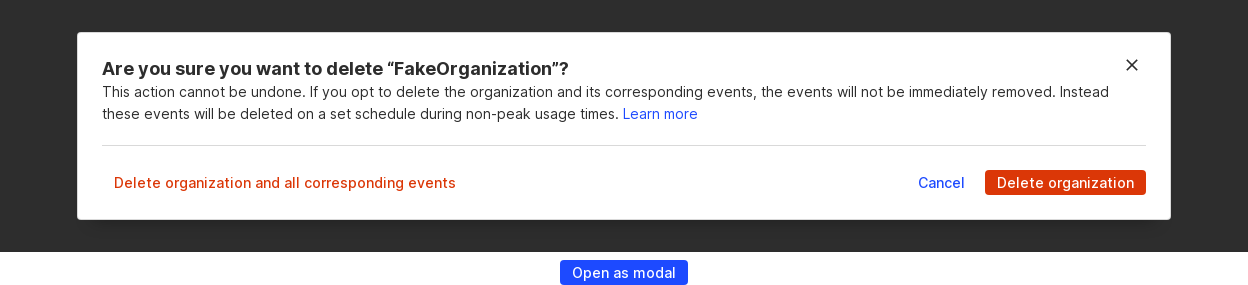 Are you sure you want to delete “FakeOrganization”?
This action cannot be undone. If you opt to delete the organization and its corresponding events, the events will not be immediately removed. Instead
these events will be deleted on a set schedule during non-peak usage times. Learn more
Delete organization and all corresponding events
Cancel
Delete organization
Open as modal